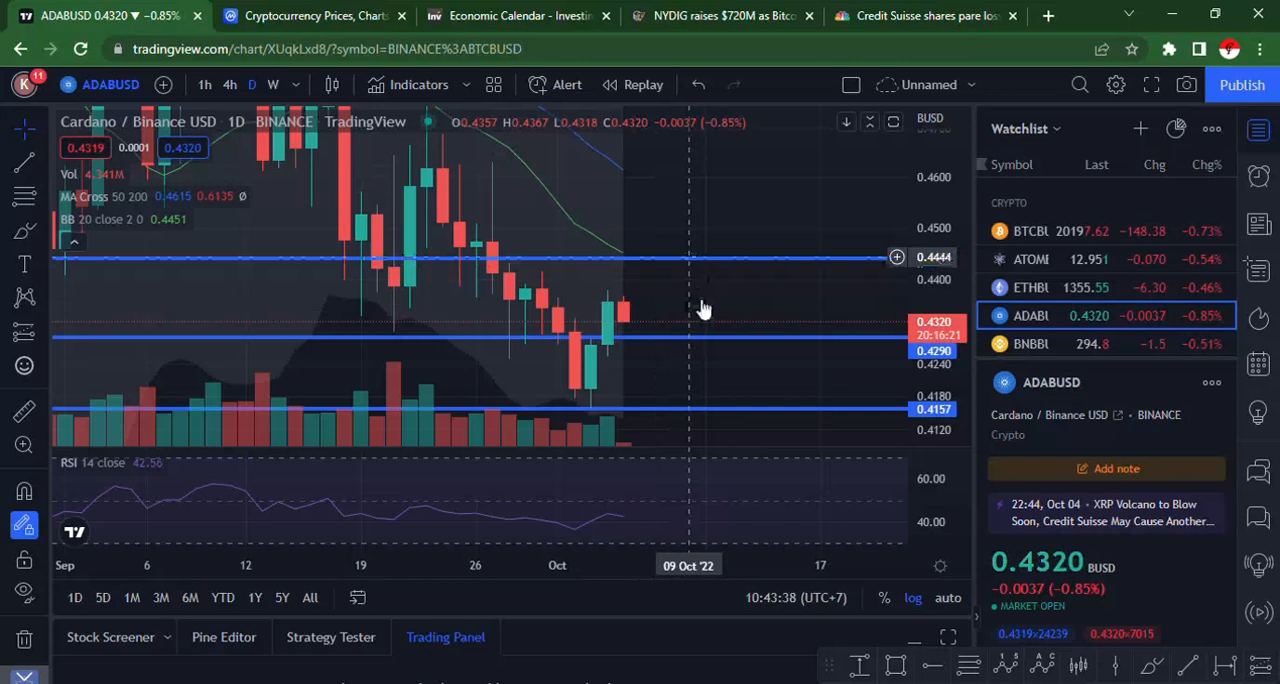 ADABUSD 0.4320 ▼ −0.85%
Cryptocurrency Prices, Charts
Economic Calendar - Investin
NYDIG raises $720M as Bitco
Credit Suisse shares pare los
tradingview.com/chart/XUqkLxd8/?symbol=BINANCE%3ABTCBUSD
K 11 ADABUSD 1h 4h D W Indicators Alert Replay Unnamed Publish
Cardano / Binance USD · 1D · BINANCE TradingView O0.4357 H0.4367 L0.4318 C0.4320 −0.0037 (−0.85%)
BUSD
0.4319 0.0001 0.4320
Vol 4.341M
MA Cross 50 200 0.4615 0.6135 Ø
BB 20 close 2 0 0.4451
0.4600
0.4500
0.4444
0.4400
0.4320
20:16:21
0.4290
0.4240
0.4180
0.4157
0.4120
RSI 14 close 42.56
60.00
40.00
Sep 6 12 19 26 Oct 09 Oct '22 17
1D 5D 1M 3M 6M YTD 1Y 5Y All 10:43:38 (UTC+7) % log auto
Stock Screener Pine Editor Strategy Tester Trading Panel
Watchlist
Symbol Last Chg Chg%
CRYPTO
BTCBU 20197.62 −148.38 −0.73%
ATOMI 12.951 −0.070 −0.54%
ETHBU 1355.55 −6.30 −0.46%
ADABU 0.4320 −0.0037 −0.85%
BNBBU 294.8 −1.5 −0.51%
ADABUSD
Cardano / Binance USD · BINANCE
Crypto
Add note
22:44, Oct 04 · XRP Volcano to Blow
Soon, Credit Suisse May Cause Another...
0.4320 BUSD
−0.0037 (−0.85%)
MARKET OPEN
0.4319×24239 0.4320×7015